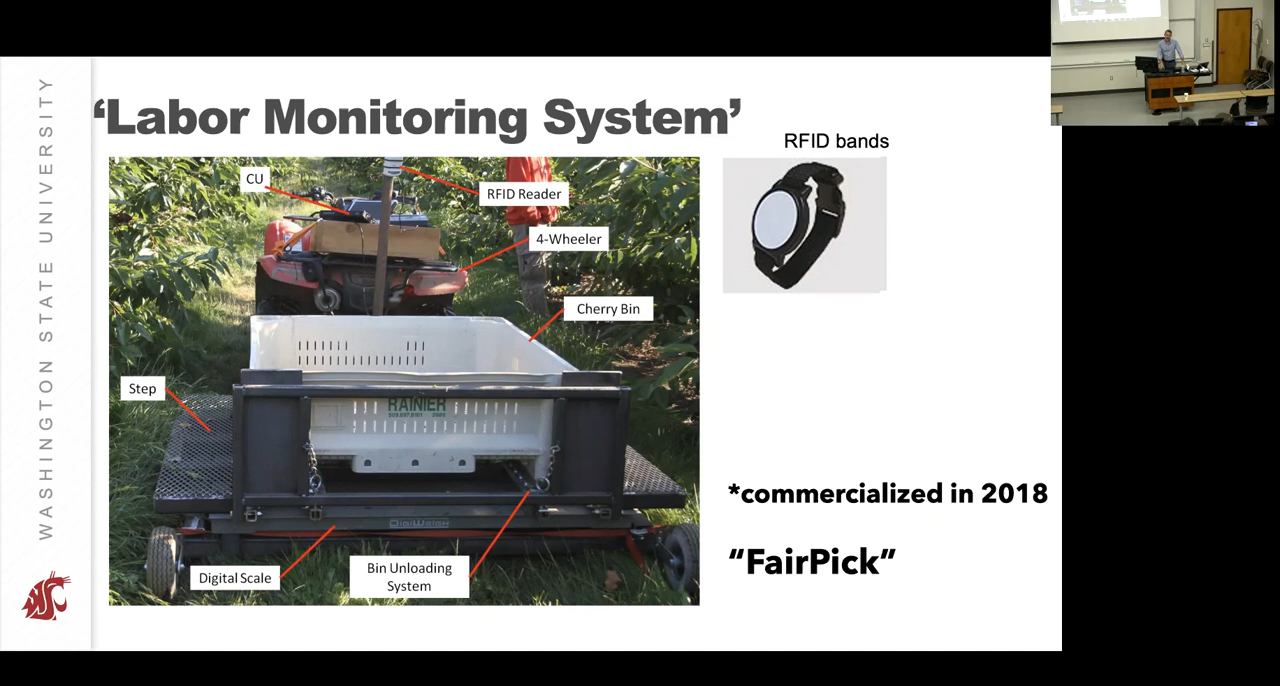 WASHINGTON STATE UNIVERSITY
‘Labor Monitoring System’
RFID bands
CU
RFID Reader
4-Wheeler
Cherry Bin
Step
RAINIER
DIGIWEIGH
Digital Scale
Bin Unloading
System
*commercialized in 2018
“FairPick”